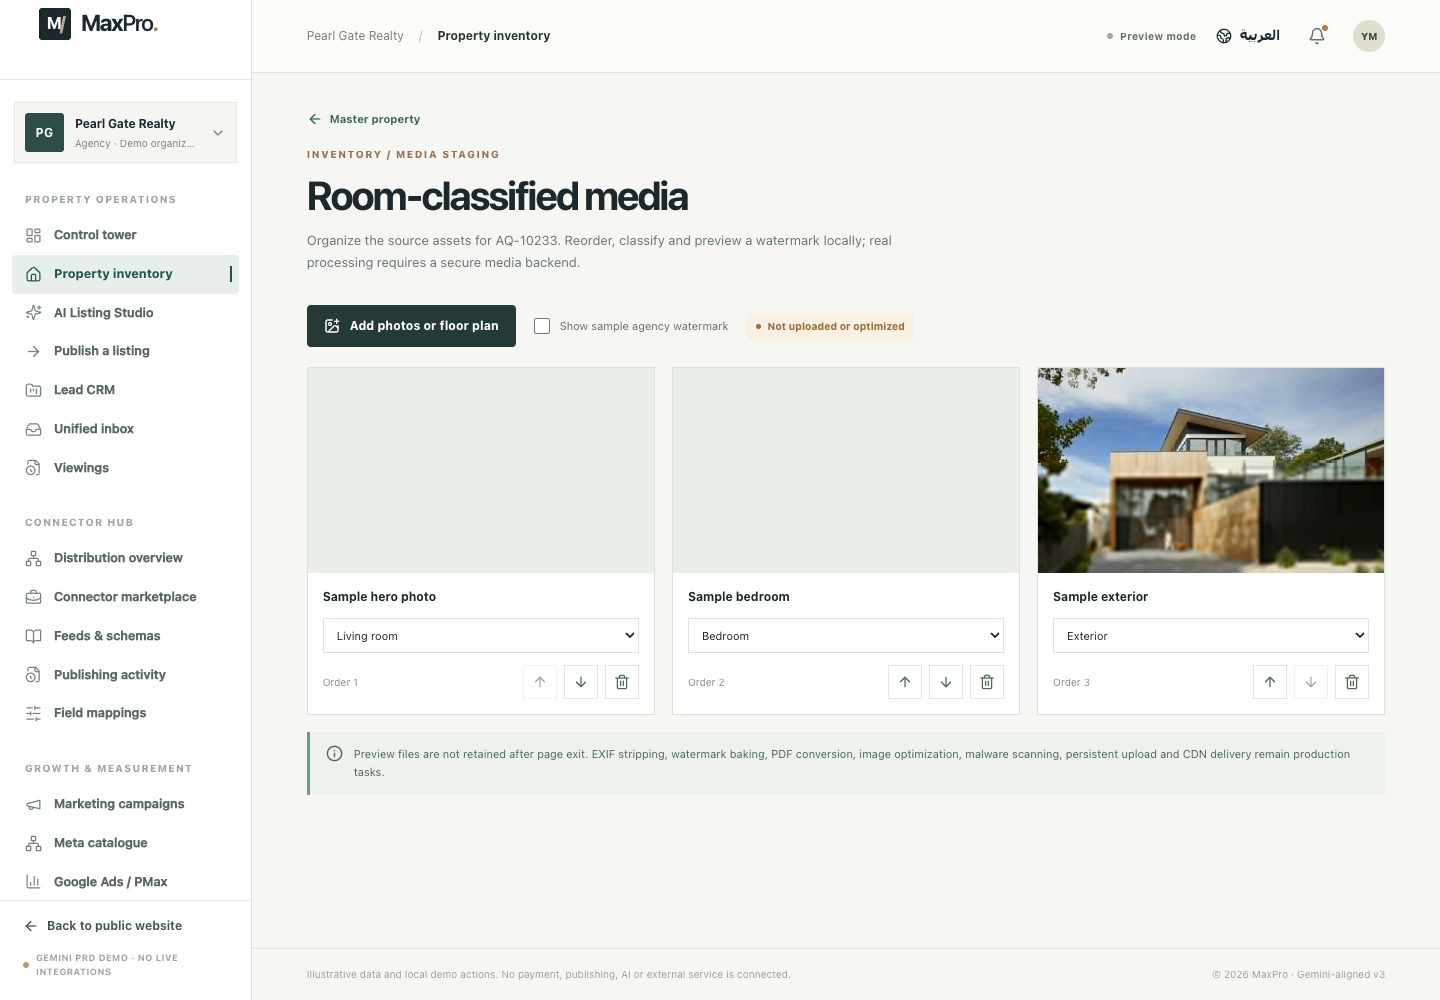 M/ MaxPro.
PG
Pearl Gate Realty
Agency · Demo organiz...
PROPERTY OPERATIONS
Control tower
Property inventory
AI Listing Studio
Publish a listing
Lead CRM
Unified inbox
Viewings
CONNECTOR HUB
Distribution overview
Connector marketplace
Feeds & schemas
Publishing activity
Field mappings
GROWTH & MEASUREMENT
Marketing campaigns
Meta catalogue
Google Ads / PMax
Back to public website
GEMINI PRD DEMO · NO LIVE
INTEGRATIONS
Pearl Gate Realty / Property inventory
Preview mode
العربية
YM
Master property
INVENTORY / MEDIA STAGING
Room-classified media
Organize the source assets for AQ-10233. Reorder, classify and preview a watermark locally; real
processing requires a secure media backend.
Add photos or floor plan
Show sample agency watermark
Not uploaded or optimized
Sample hero photo
Living room
Order 1
Sample bedroom
Bedroom
Order 2
Sample exterior
Exterior
Order 3
Preview files are not retained after page exit. EXIF stripping, watermark baking, PDF conversion, image optimization, malware scanning, persistent upload and CDN delivery remain production
tasks.
Illustrative data and local demo actions. No payment, publishing, AI or external service is connected.
© 2026 MaxPro · Gemini-aligned v3